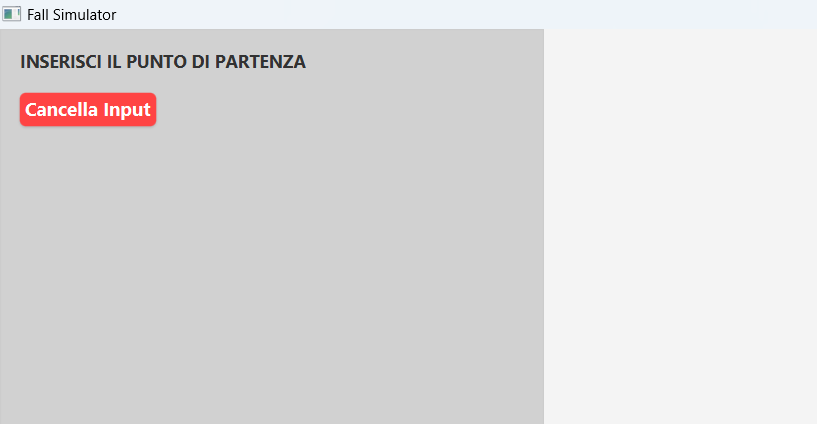 Fall Simulator
INSERISCI IL PUNTO DI PARTENZA
Cancella Input